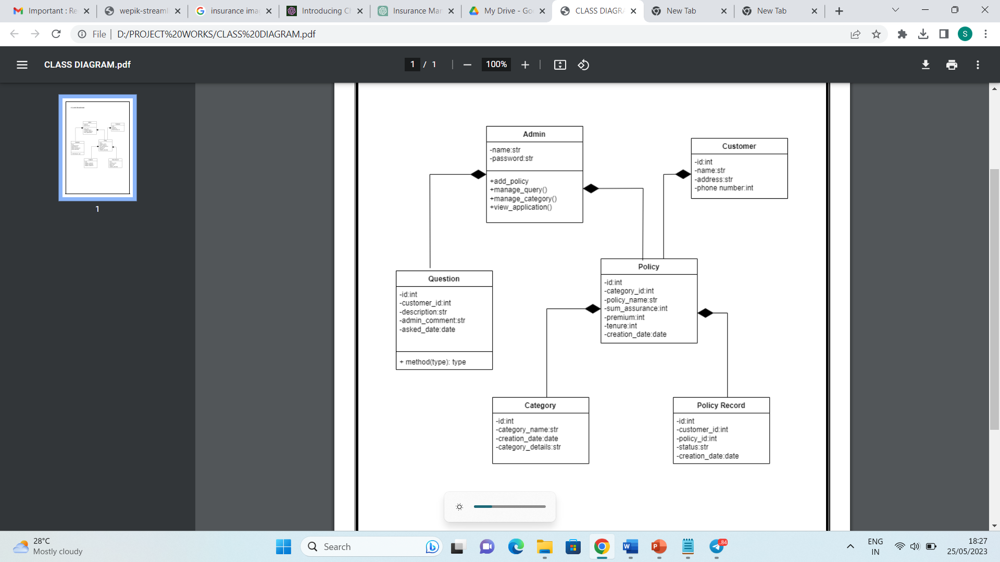 Important : Re
wepik-streamli
insurance ima
Introducing Ch
Insurance Man
My Drive - Goo
CLASS DIAGRA
New Tab
New Tab
File
D:/PROJECT%20WORKS/CLASS%20DIAGRAM.pdf
S
CLASS DIAGRAM.pdf
1 / 1
100%
1
Admin
-name:str
-password:str
+add_policy
+manage_query()
+manage_category()
+view_application()
Customer
-id:int
-name:str
-address:str
-phone number:int
Question
-id:int
-customer_id:int
-description:str
-admin_comment:str
-asked_date:date
+ method(type): type
Policy
-id:int
-category_id:int
-policy_name:str
-sum_assurance:int
-premium:int
-tenure:int
-creation_date:date
Category
-id:int
-category_name:str
-creation_date:date
-category_details:str
Policy Record
-id:int
-customer_id:int
-policy_id:int
-status:str
-creation_date:date
28°C
Mostly cloudy
Search
84
ENG
IN
18:27
25/05/2023